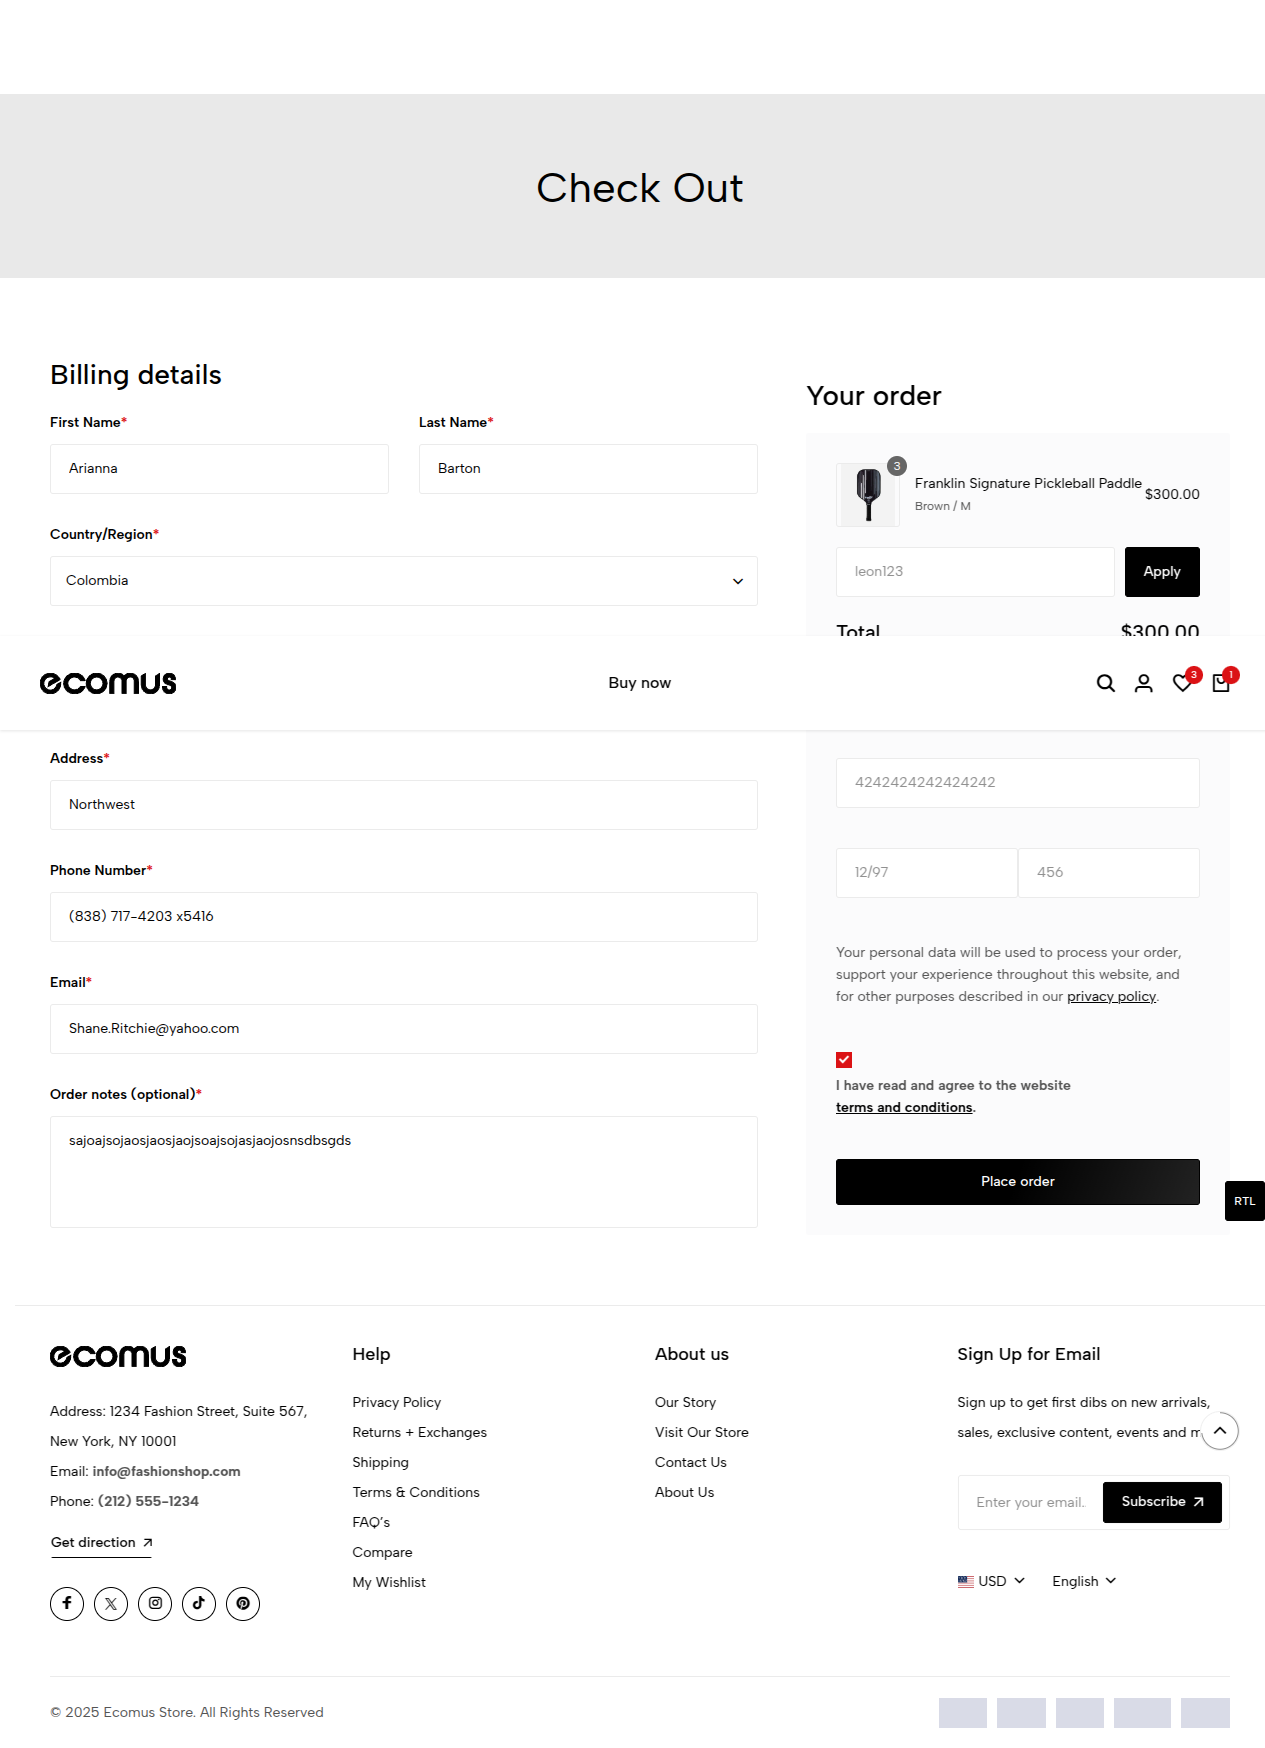 Check Out
Billing details
First Name*
Last Name*
Arianna
Barton
Country/Region*
Colombia
Your order
3
Franklin Signature Pickleball Paddle
Brown / M
$300.00
leon123
Apply
Total
$300.00
ecomus
Buy now
3
1
Address*
Northwest
Phone Number*
(838) 717-4203 x5416
Email*
Shane.Ritchie@yahoo.com
Order notes (optional)*
sajoajsojaosjaosjaojsoajsojasjaojosnsdbsgds
4242424242424242
12/97
456
Your personal data will be used to process your order,
support your experience throughout this website, and
for other purposes described in our privacy policy.
I have read and agree to the website
terms and conditions.
Place order
RTL
ecomus
Address: 1234 Fashion Street, Suite 567,
New York, NY 10001
Email: info@fashionshop.com
Phone: (212) 555-1234
Get direction
Help
Privacy Policy
Returns + Exchanges
Shipping
Terms & Conditions
FAQ's
Compare
My Wishlist
About us
Our Story
Visit Our Store
Contact Us
About Us
Sign Up for Email
Sign up to get first dibs on new arrivals,
sales, exclusive content, events and m
Enter your email..
Subscribe
USD
English
© 2025 Ecomus Store. All Rights Reserved